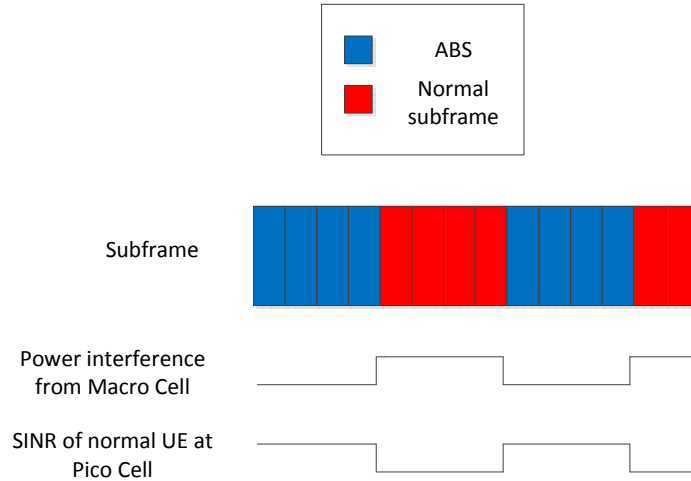 ABS
Normal
subframe
Subframe
Power interference
from Macro Cell
SINR of normal UE at
Pico Cell